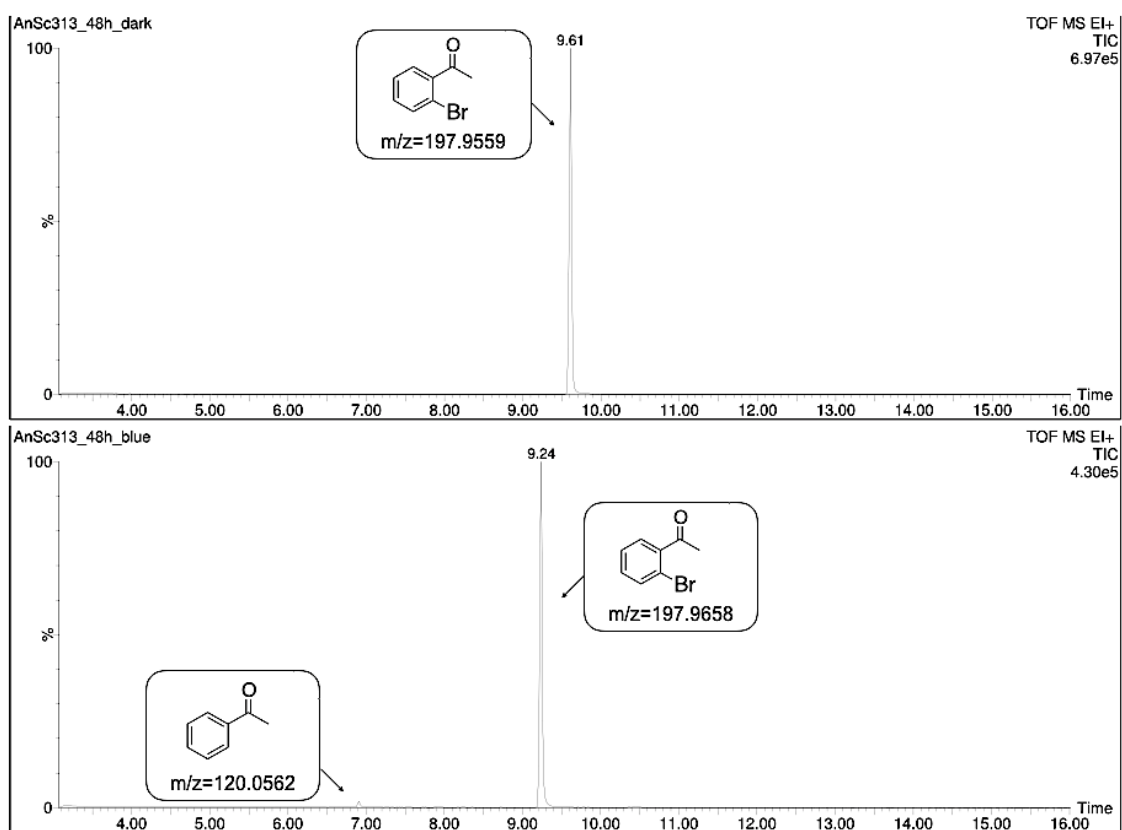 AnSc313_48h_dark
TOF MS EI+
TIC
6.97e5
100
9.61
O
Br
m/z=197.9559
%
0
Time
4.00 5.00 6.00 7.00 8.00 9.00 10.00 11.00 12.00 13.00 14.00 15.00 16.00
AnSc313_48h_blue
TOF MS EI+
TIC
4.30e5
100
9.24
O
Br
m/z=197.9658
%
O
m/z=120.0562
0
Time
4.00 5.00 6.00 7.00 8.00 9.00 10.00 11.00 12.00 13.00 14.00 15.00 16.00